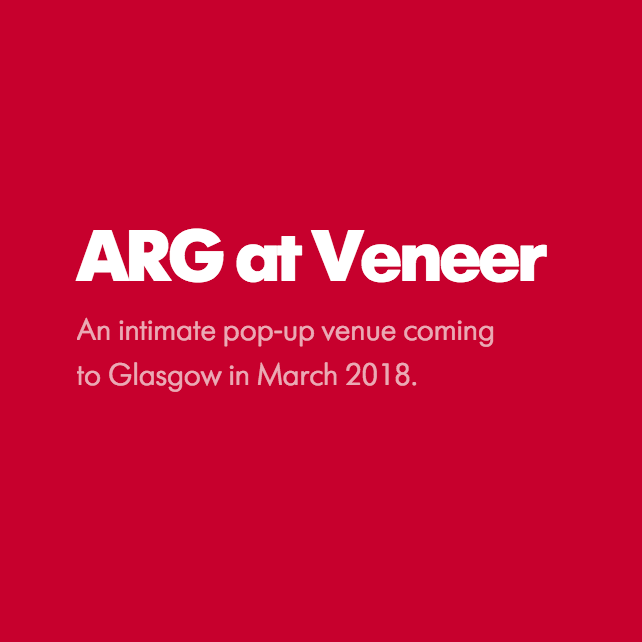 ARG at Veneer
An intimate pop-up venue coming
to Glasgow in March 2018.